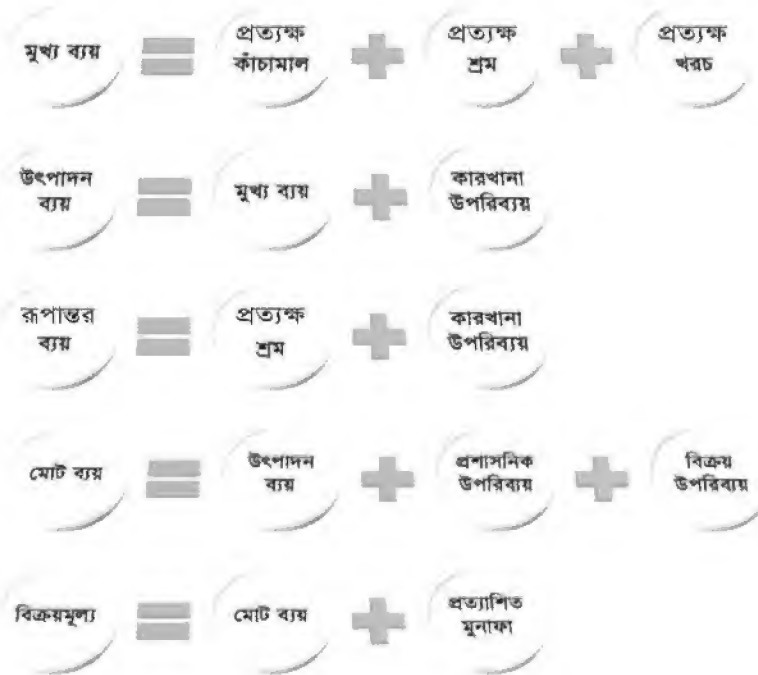 মুখ্য ব্যয় = প্রত্যক্ষ কাঁচামাল + প্রত্যক্ষ শ্রম + প্রত্যক্ষ খরচ
উৎপাদন ব্যয় = মুখ্য ব্যয় + কারখানা উপরিব্যয়
রূপান্তর ব্যয় = প্রত্যক্ষ শ্রম + কারখানা উপরিব্যয়
মোট ব্যয় = উৎপাদন ব্যয় + প্রশাসনিক উপরিব্যয় + বিক্রয় উপরিব্যয়
বিক্রয়মূল্য = মোট ব্যয় + প্রত্যাশিত মুনাফা